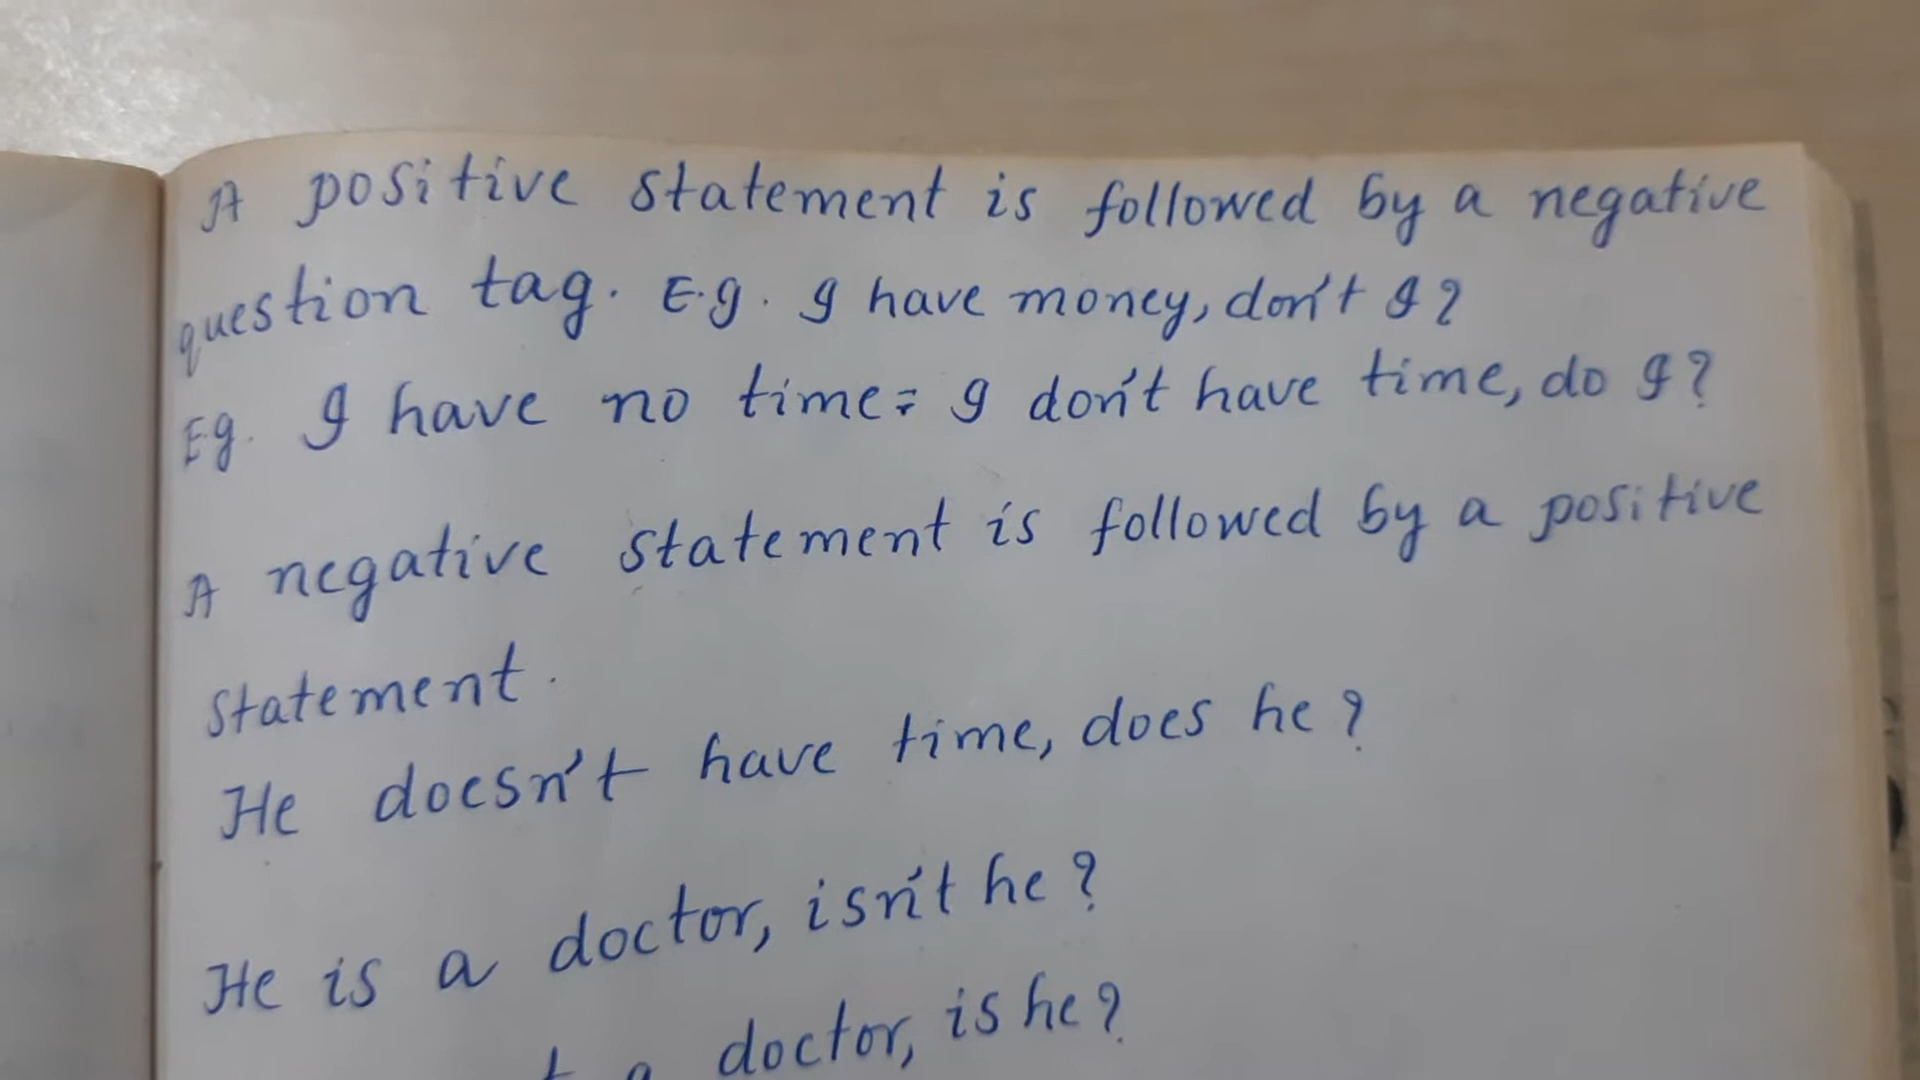 A positive statement is followed by a negative
question tag. E.g. I have money, don't I?
Eg. I have no time = I don't have time, do I?
A negative statement is followed by a positive
statement.
He doesn't have time, does he?
He is a doctor, isn't he?
a doctor, is he?